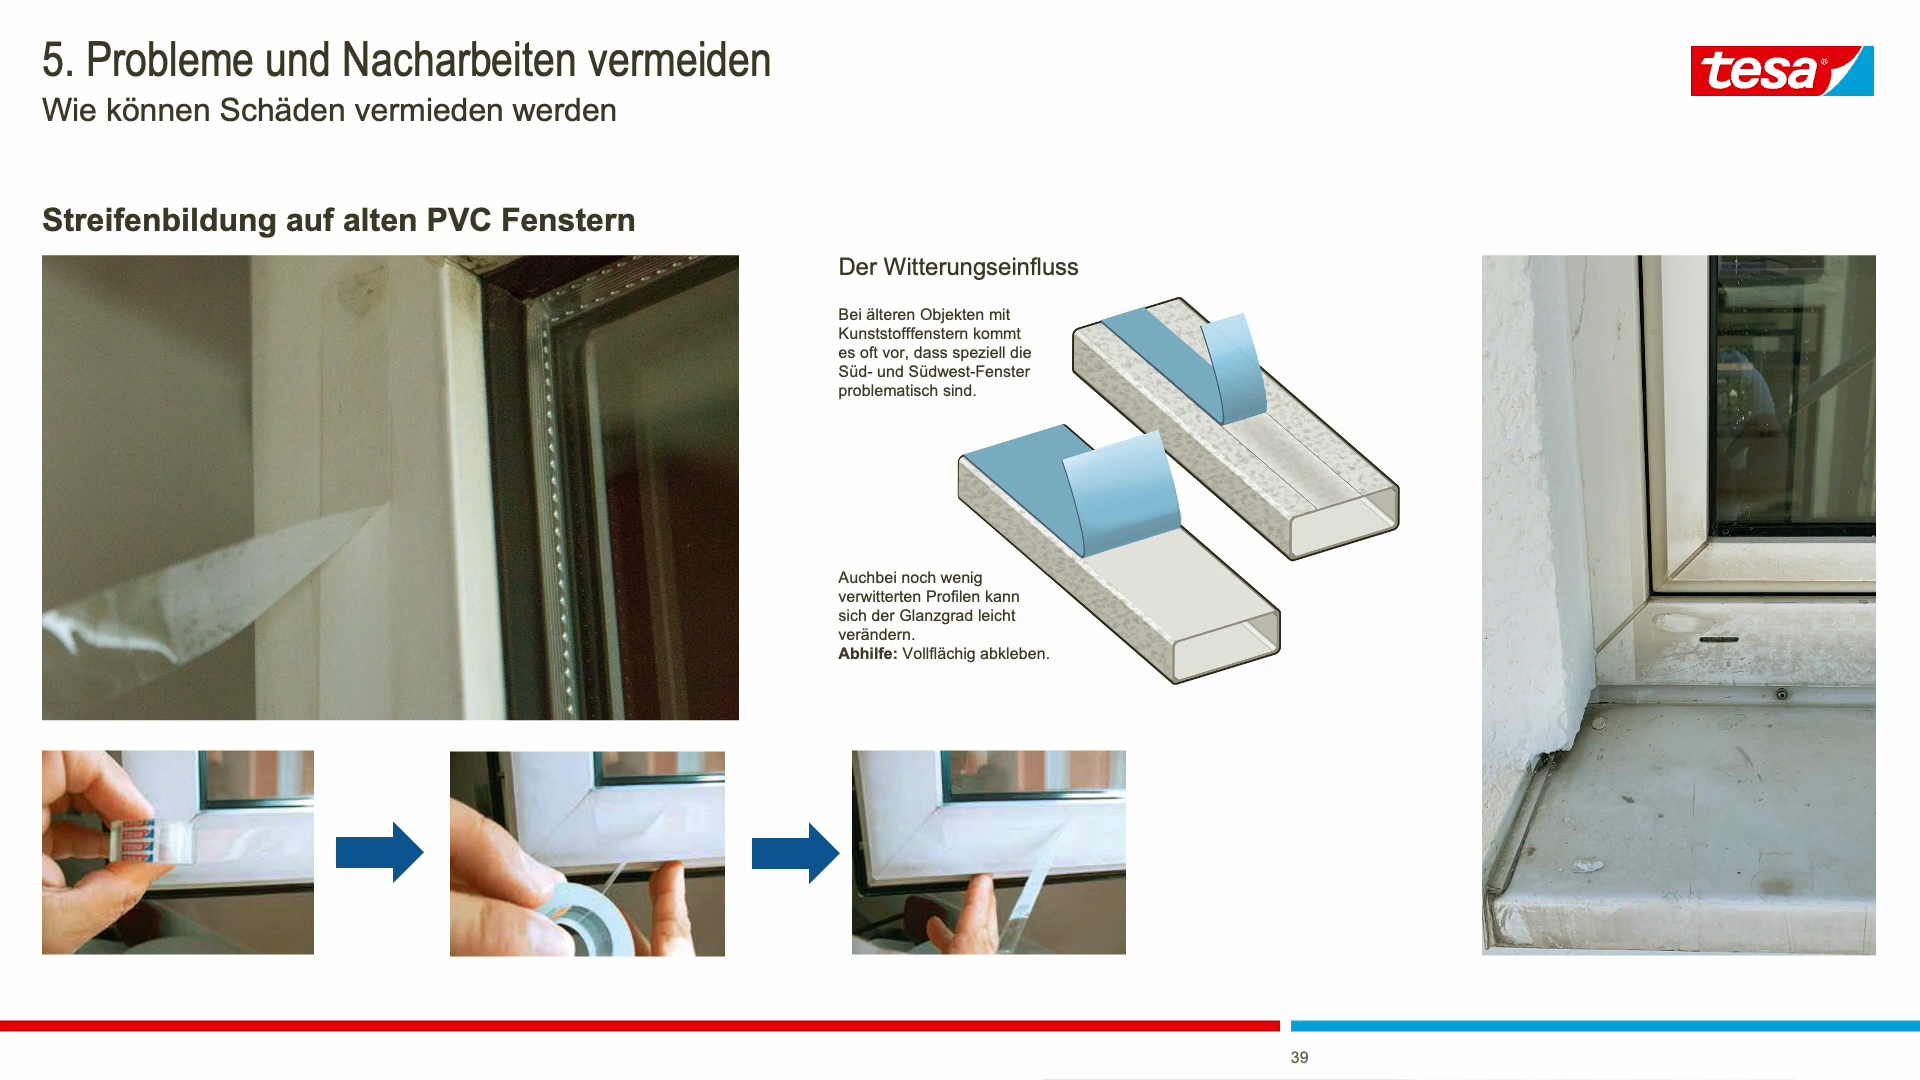 5. Probleme und Nacharbeiten vermeiden
Wie können Schäden vermieden werden
tesa®
Streifenbildung auf alten PVC Fenstern
Der Witterungseinfluss
Bei älteren Objekten mit
Kunststofffenstern kommt
es oft vor, dass speziell die
Süd- und Südwest-Fenster
problematisch sind.
Auchbei noch wenig
verwitterten Profilen kann
sich der Glanzgrad leicht
verändern.
Abhilfe: Vollflächig abkleben.
39